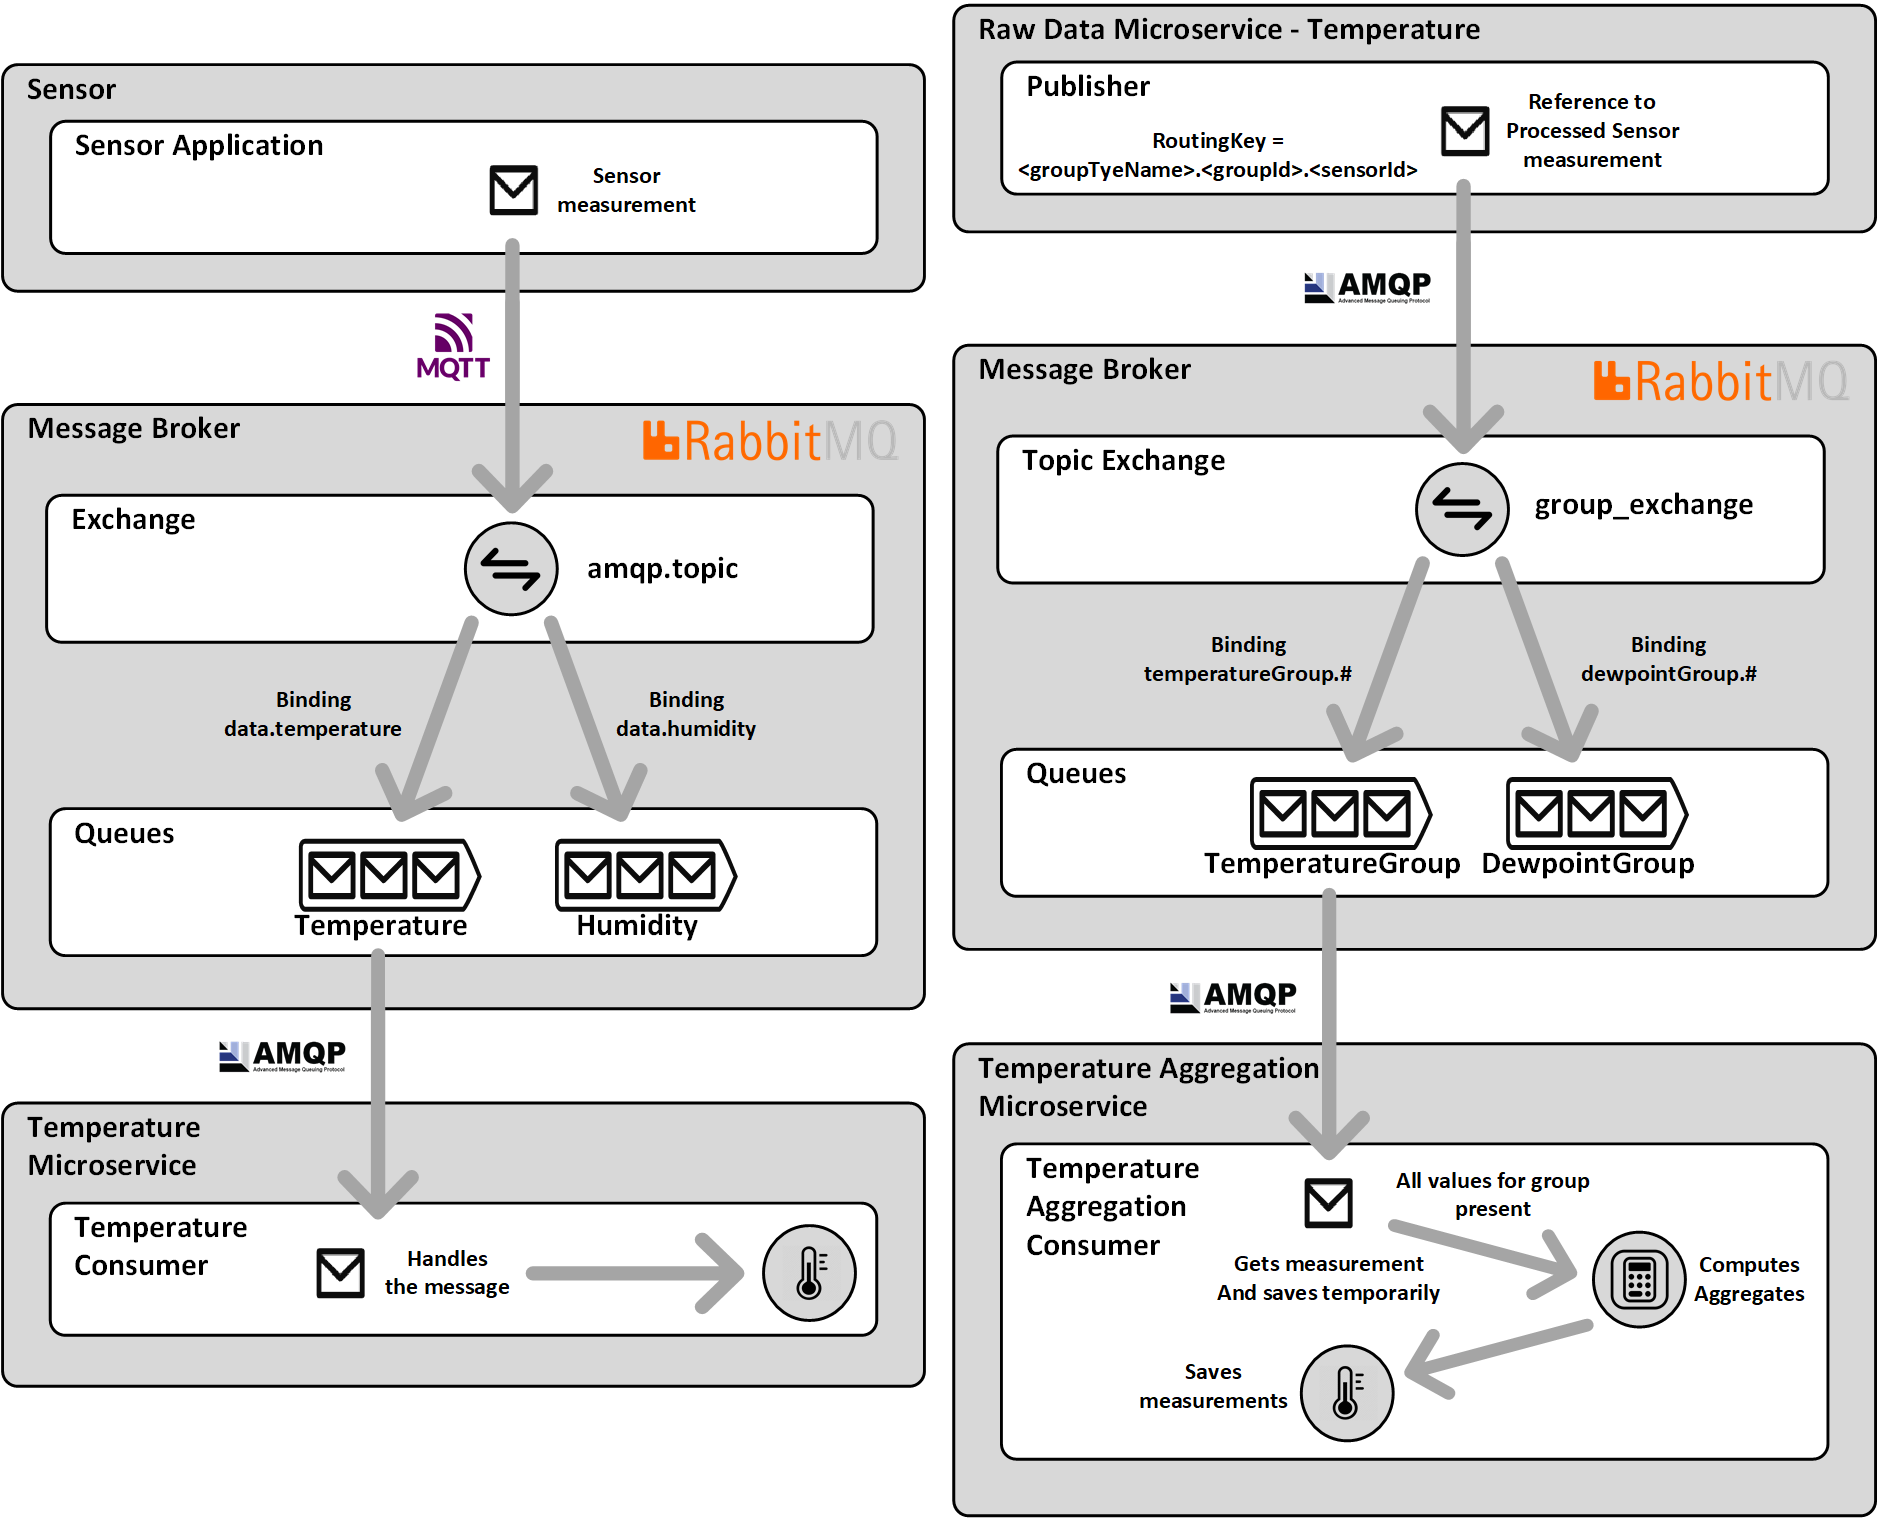 Sensor
Sensor Application
Sensor
measurement
MQTT
Message Broker
RabbitMQ
Exchange
amqp.topic
Binding
data.temperature
Binding
data.humidity
Queues
Temperature
Humidity
AMQP
Advanced Message Queuing Protocol
Temperature
Microservice
Temperature
Consumer
Handles
the message
Raw Data Microservice - Temperature
Publisher
RoutingKey =
<groupTyeName>.<groupId>.<sensorId>
Reference to
Processed Sensor
measurement
AMQP
Advanced Message Queuing Protocol
Message Broker
RabbitMQ
Topic Exchange
group_exchange
Binding
temperatureGroup.#
Binding
dewpointGroup.#
Queues
TemperatureGroup
DewpointGroup
AMQP
Advanced Message Queuing Protocol
Temperature Aggregation
Microservice
Temperature
Aggregation
Consumer
All values for group
present
Gets measurement
And saves temporarily
Computes
Aggregates
Saves
measurements